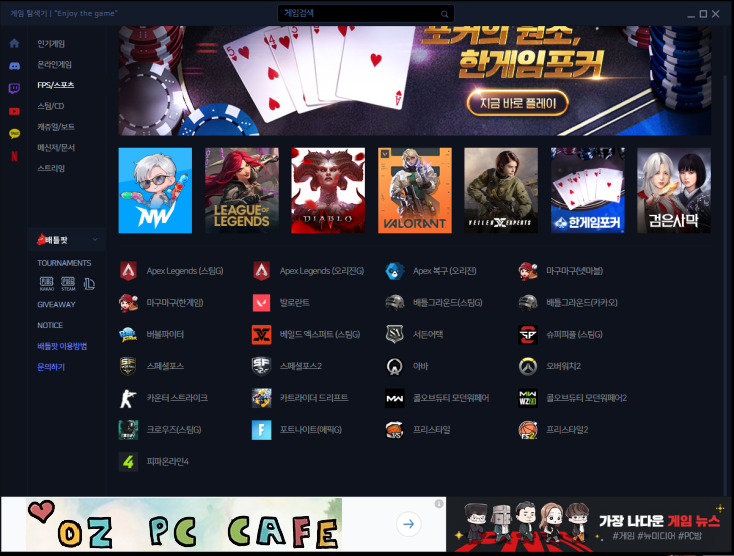 게임 탐색기 | "Enjoy the game"
게임검색
인기게임
온라인게임
FPS/스포츠
스팀/CD
캐쥬얼/보드
메신저/문서
스트리밍
배틀팟
TOURNAMENTS
KAKAO
STEAM
GIVEAWAY
NOTICE
배틀팟 이용방법
문의하기
포커의 원조,
한게임포커
지금 바로 플레이
NW
LEAGUE OF
LEGENDS
DIABLO
VALORANT
VEILED EXPERTS
한게임포커
검은사막
Apex Legends (스팀G)
Apex Legends (오리진G)
Apex 복구 (오리진)
마구마구(넷마블)
마구마구(한게임)
발로란트
배틀그라운드(스팀G)
배틀그라운드(카카오)
버블파이터
베일드 엑스퍼트 (스팀G)
서든어택
슈퍼피플 (스팀G)
스페셜포스
스페셜포스2
아바
오버워치2
카운터 스트라이크
카트라이더 드리프트
콜오브듀티 모던워페어
콜오브듀티 모던워페어2
크로우즈(스팀G)
포트나이트(에픽G)
프리스타일
프리스타일2
피파온라인4
OZ PC CAFE
가장 나다운 게임 뉴스
#게임 #뉴미디어 #PC방